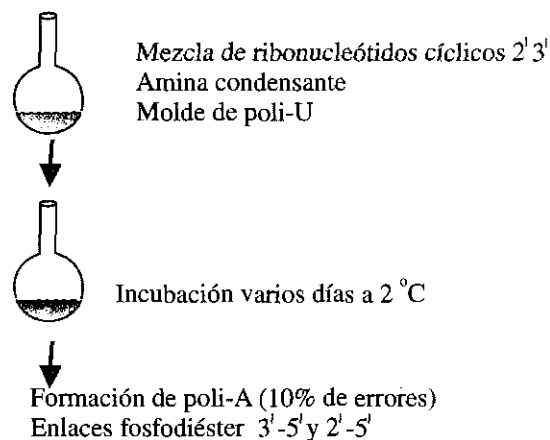 Mezcla de ribonucleótidos cíclicos 2'3'
Amina condensante
Molde de poli-U
Incubación varios días a 2 °C
Formación de poli-A (10% de errores)
Enlaces fosfodiéster 3'-5' y 2'-5'